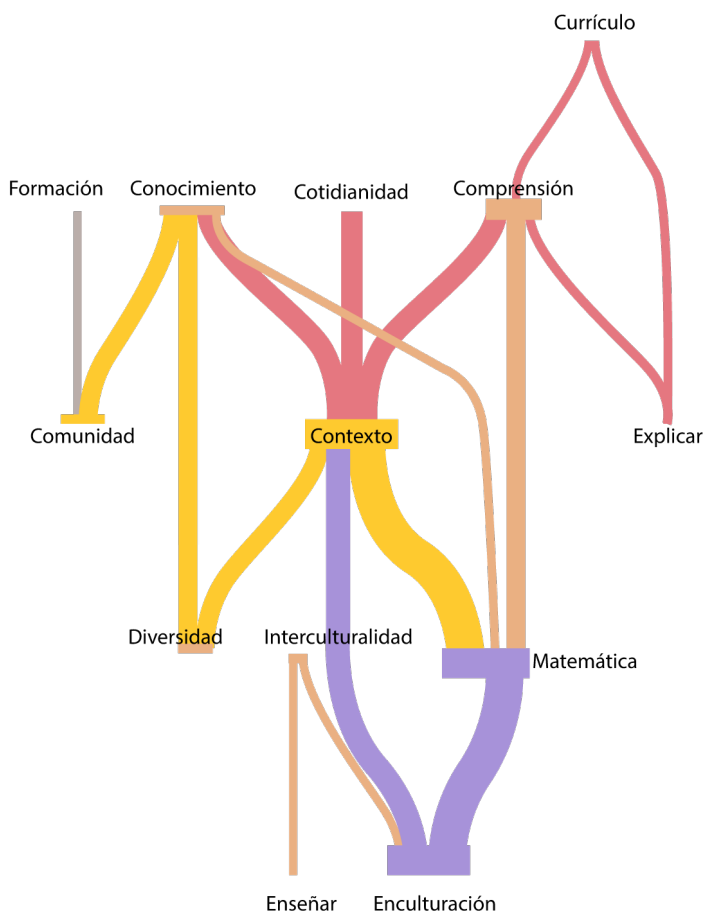 Currículo
Formación
Conocimiento
Cotidianidad
Comprensión
Comunidad
Contexto
Explicar
Diversidad
Interculturalidad
Matemática
Enseñar
Enculturación